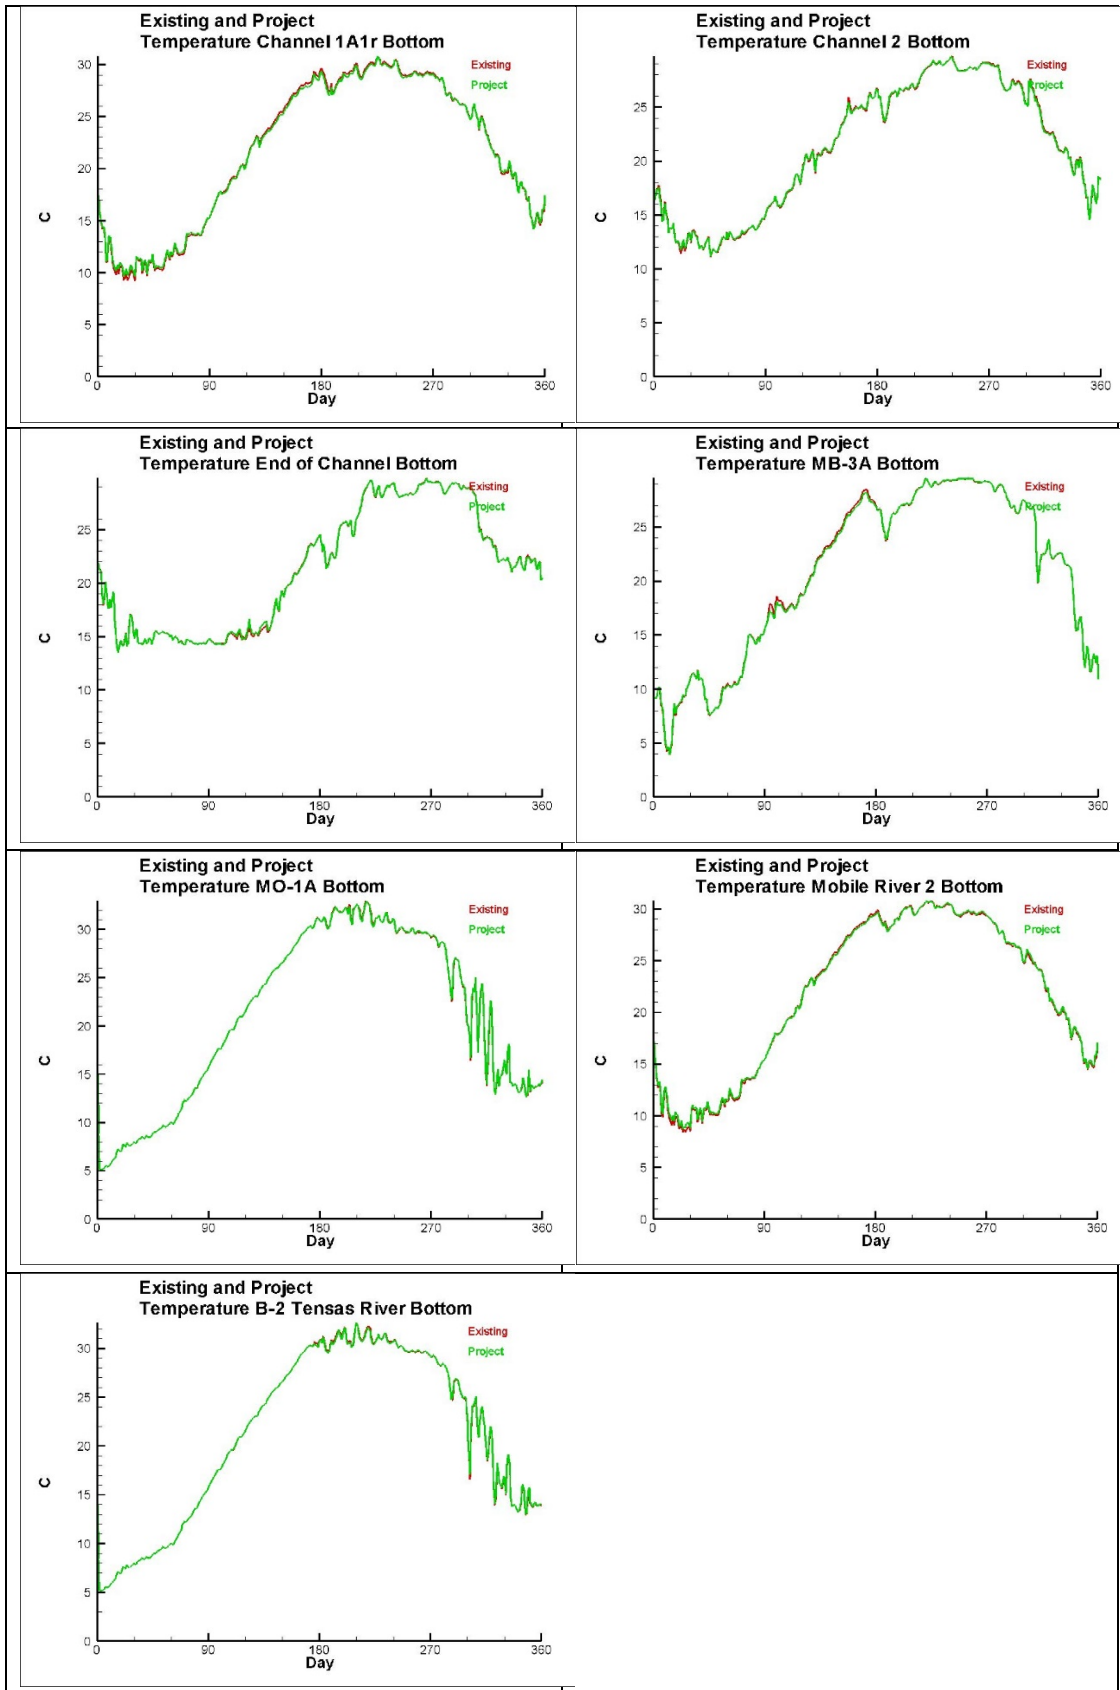 Existing and Project
Temperature Channel 1A1r Bottom
30
25
20
15
10
5
0
C
Existing
Project
0 90 180 270 360
Day
Existing and Project
Temperature Channel 2 Bottom
25
20
15
10
5
0
C
Existing
Project
0 90 180 270 360
Day
Existing and Project
Temperature End of Channel Bottom
25
20
15
10
5
0
C
Existing
Project
0 90 180 270 360
Day
Existing and Project
Temperature MB-3A Bottom
25
20
15
10
5
0
C
Existing
Project
0 90 180 270 360
Day
Existing and Project
Temperature MO-1A Bottom
30
25
20
15
10
5
0
C
Existing
Project
0 90 180 270 360
Day
Existing and Project
Temperature Mobile River 2 Bottom
30
25
20
15
10
5
0
C
Existing
Project
0 90 180 270 360
Day
Existing and Project
Temperature B-2 Tensas River Bottom
30
25
20
15
10
5
0
C
Existing
Project
0 90 180 270 360
Day